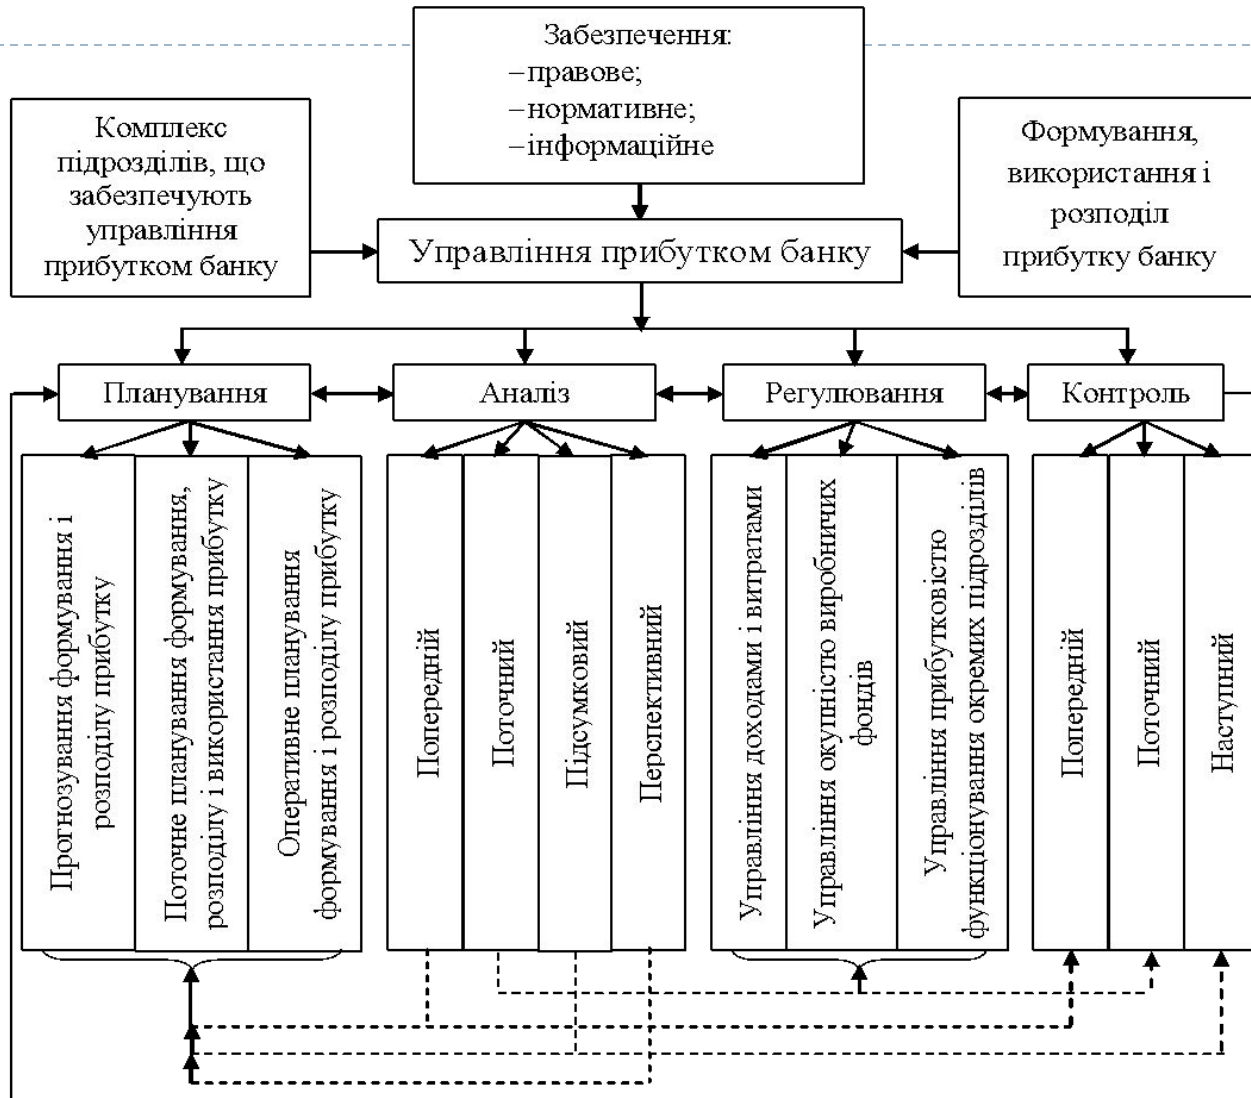 Забезпечення:
–правове;
–нормативне;
–інформаційне
Комплекс
підрозділів, що
забезпечують
управління
прибутком банку
Формування,
використання і
розподіл
прибутку банку
Управління прибутком банку
Планування
Аналіз
Регулювання
Контроль
Прогнозування формування і
розподілу прибутку
Поточне планування формування,
розподілу і використання прибутку
Оперативне планування
формування і розподілу прибутку
Попередній
Поточний
Підсумковий
Перспективний
Управління доходами і витратами
Управління окупністю виробничих
фондів
Управління прибутковістю
функціонування окремих підрозділів
Попередній
Поточний
Наступний